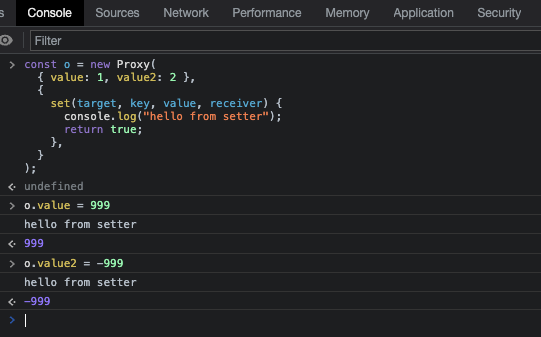 s Console Sources Network Performance Memory Application Security
Filter
> const o = new Proxy(
{ value: 1, value2: 2 },
{
set(target, key, value, receiver) {
console.log("hello from setter");
return true;
},
}
);
<· undefined
> o.value = 999
hello from setter
<· 999
> o.value2 = -999
hello from setter
<· -999
>